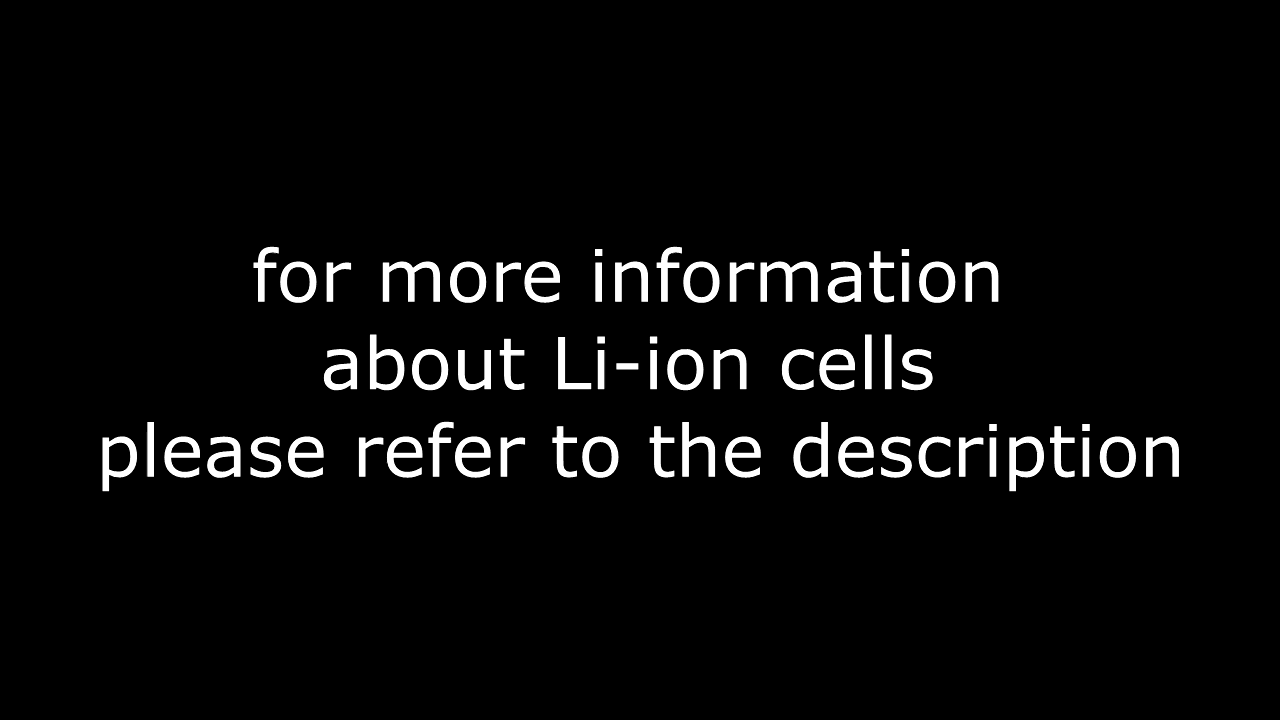 for more information
about Li-ion cells
please refer to the description